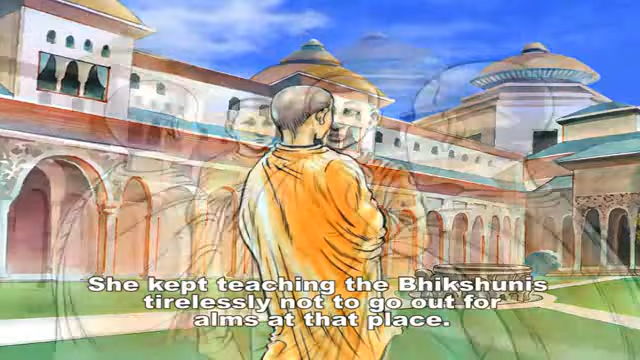 She kept teaching the Bhikshunis
tirelessly not to go out for
alms at that place.